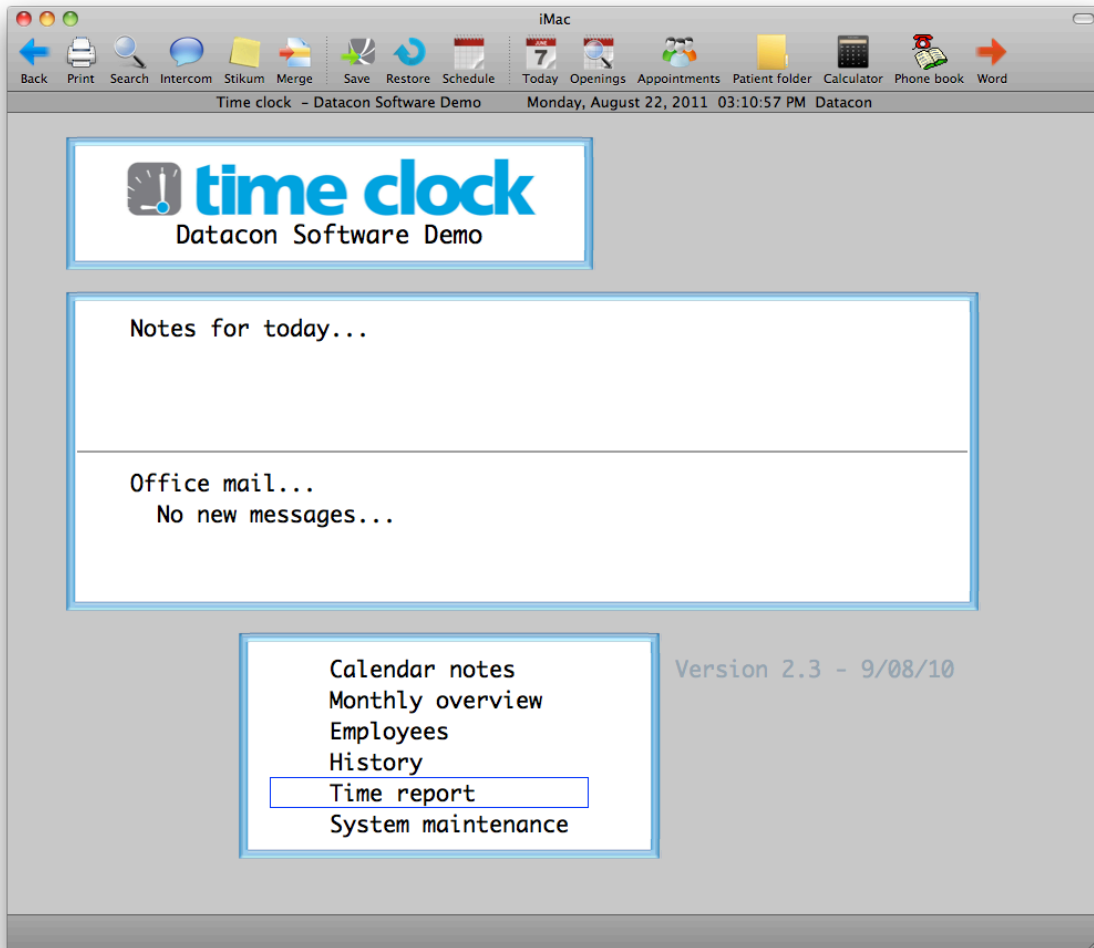 iMac
Back Print Search Intercom Stikum Merge Save Restore Schedule Today Openings Appointments Patient folder Calculator Phone book Word
JUNE
7
Time clock – Datacon Software Demo Monday, August 22, 2011 03:10:57 PM Datacon
time clock
Datacon Software Demo
Notes for today...
Office mail...
No new messages...
Calendar notes
Version 2.3 – 9/08/10
Monthly overview
Employees
History
Time report
System maintenance